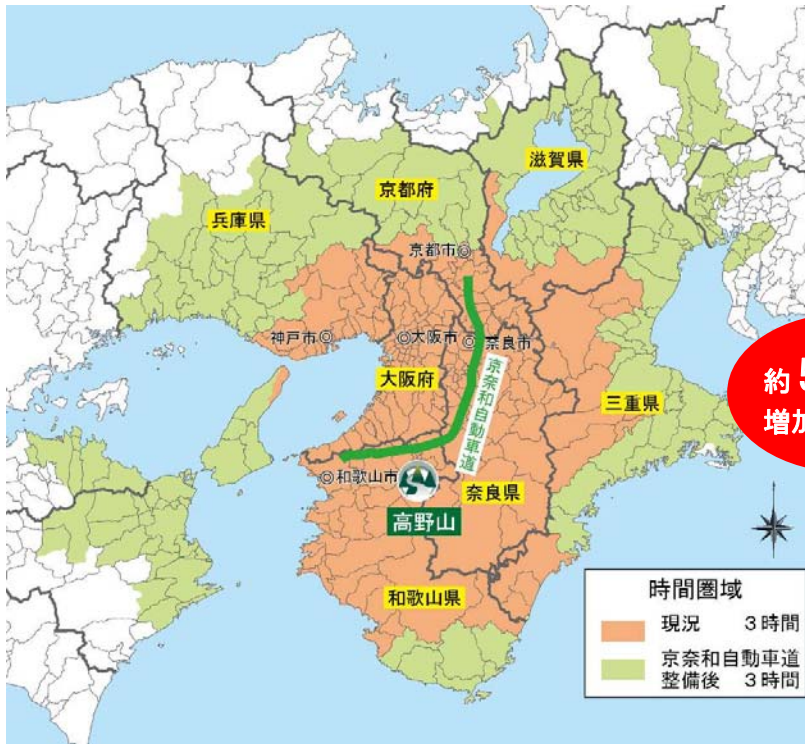 滋賀県
京都府
兵庫県
京都市◎
神戸市◎
◎大阪市
◎奈良市
大阪府
京奈和自動車道
三重県
約5
増加
◎和歌山市
奈良県
高野山
和歌山県
時間圏域
現況 3時間
京奈和自動車道
整備後 3時間